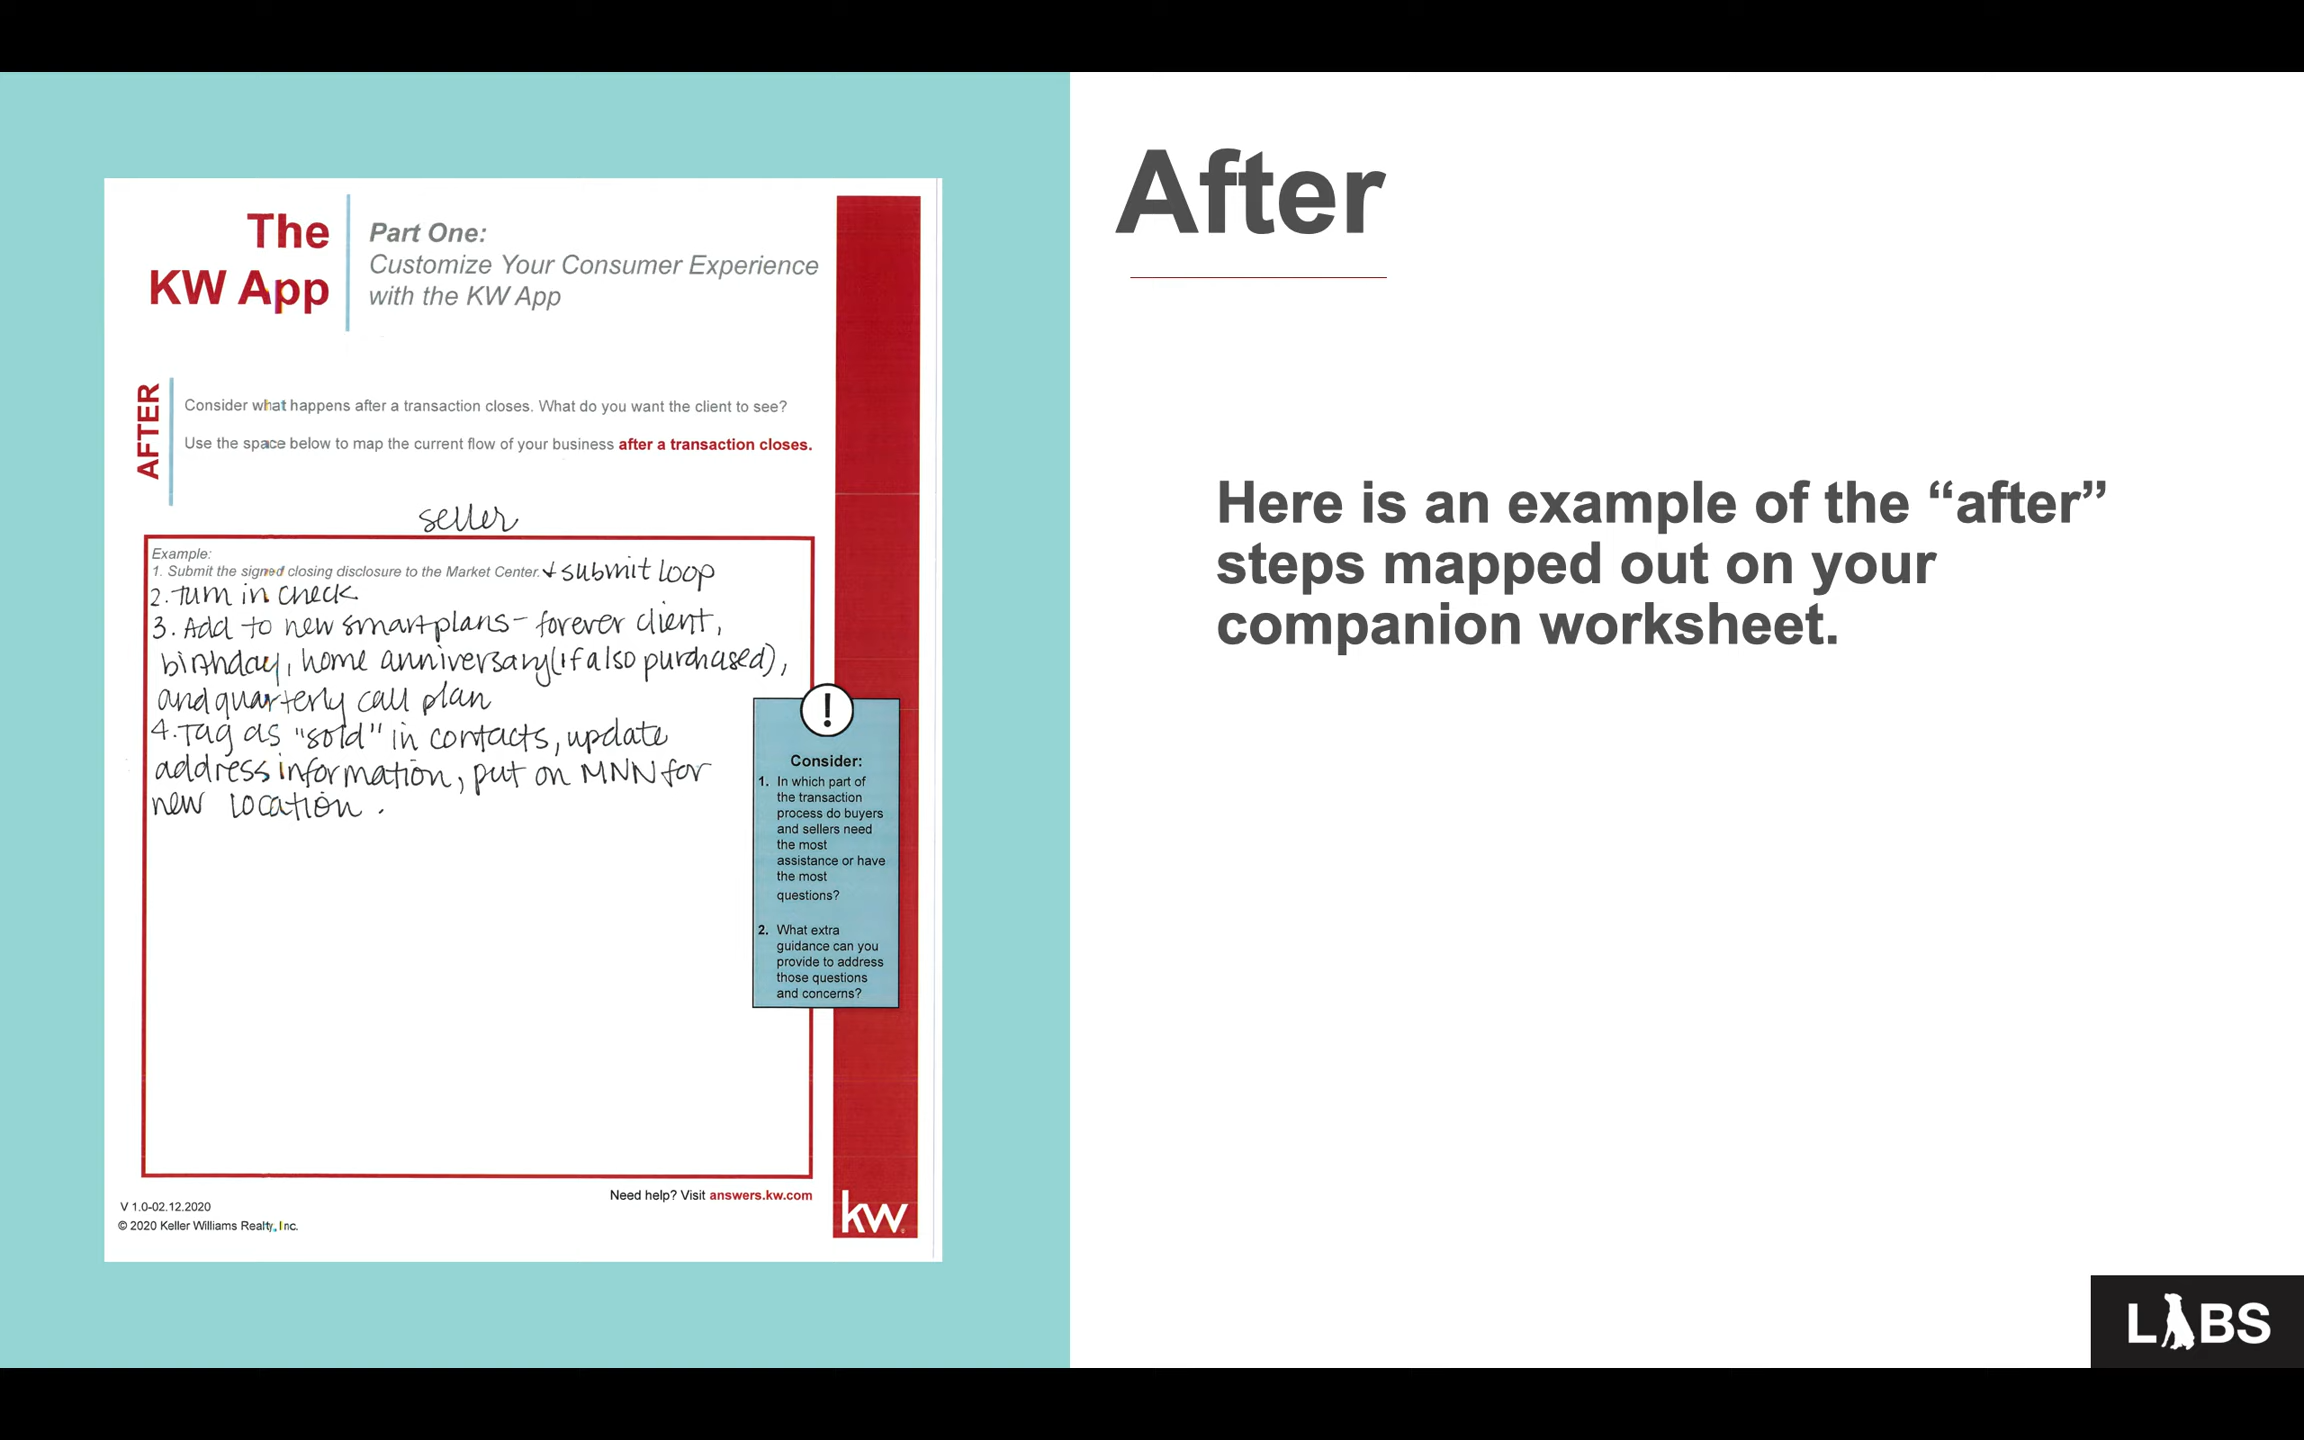 The
KW App
Part One:
Customize Your Consumer Experience
with the KW App
AFTER
Consider what happens after a transaction closes. What do you want the client to see?
Use the space below to map the current flow of your business after a transaction closes.
seller
Example:
1. Submit the signed closing disclosure to the Market Center. + submit loop
2. Turn in check
3. Add to new smartplans - forever client,
birthday, home anniversary (if also purchased),
and quarterly call plan
4. Tag as "sold" in contacts, update
address information, put on MNN for
new location.
!
Consider:
1. In which part of
the transaction
process do buyers
and sellers need
the most
assistance or have
the most
questions?
2. What extra
guidance can you
provide to address
those questions
and concerns?
Need help? Visit answers.kw.com
V 1.0-02.12.2020
© 2020 Keller Williams Realty, Inc.
kw
After
Here is an example of the “after”
steps mapped out on your
companion worksheet.
LABS